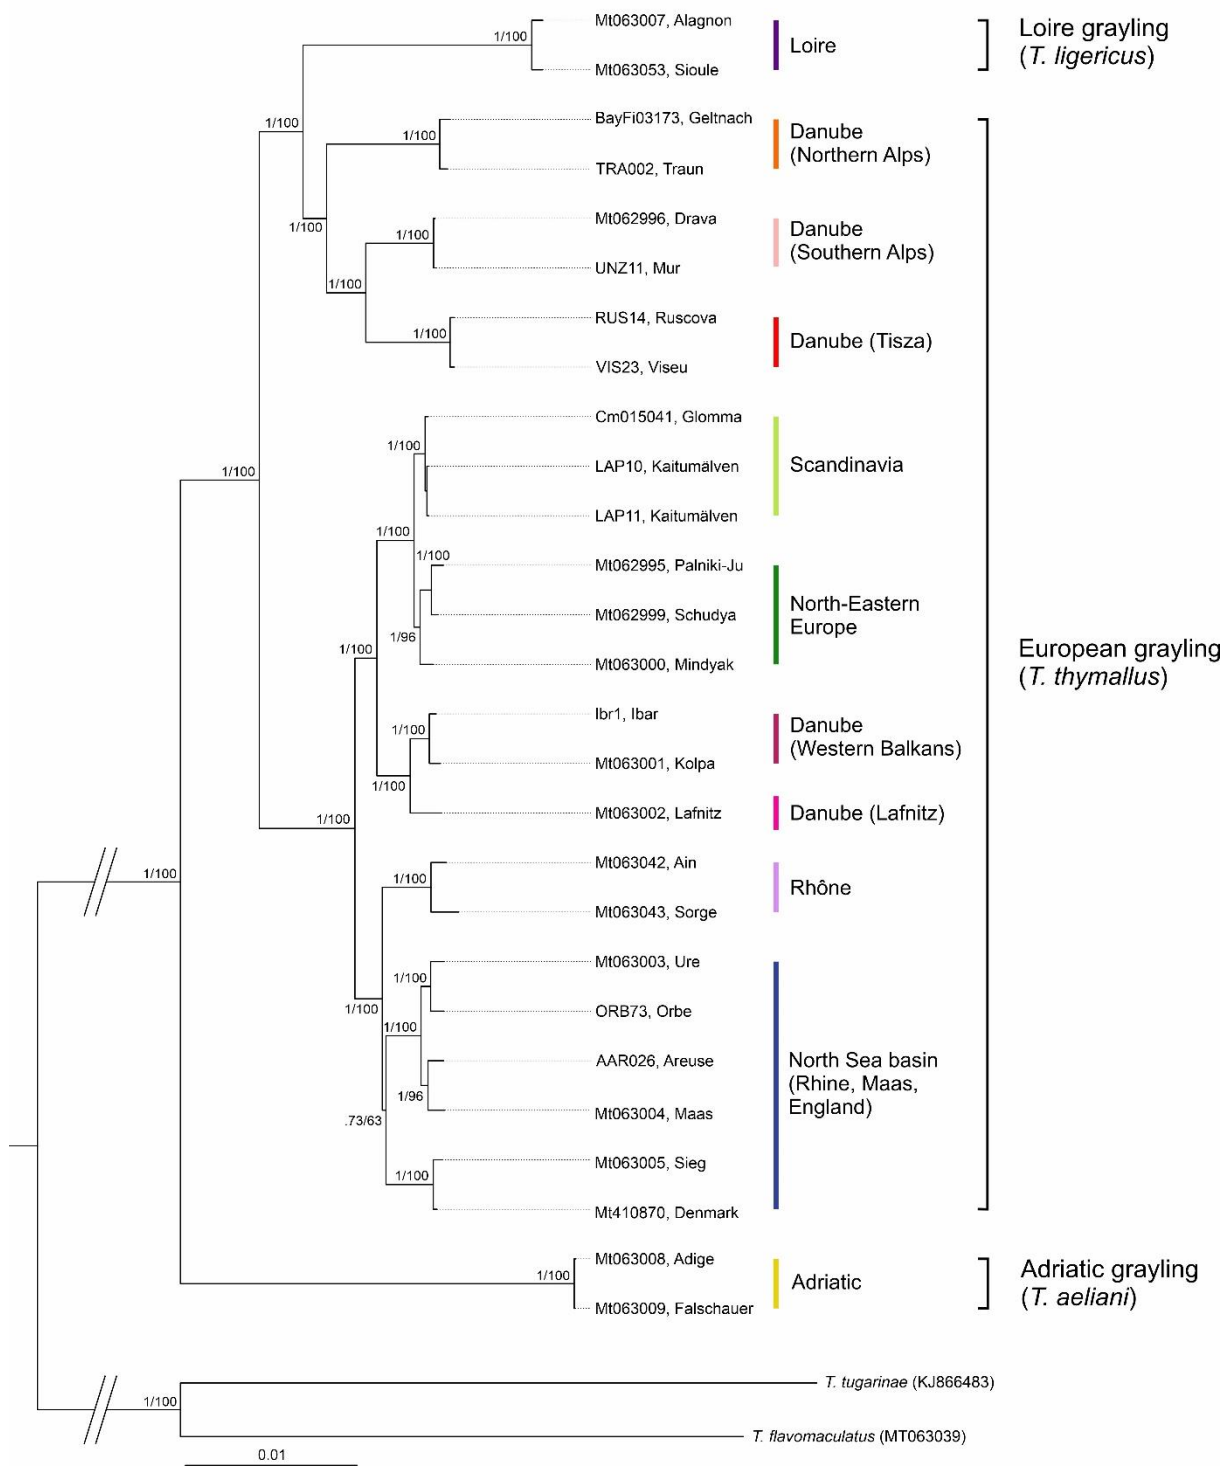 Mt063007, Alagnon
1/100
Loire
Loire grayling
(T. ligericus)
Mt063053, Sioule
1/100
BayFi03173, Geltnach
1/100
Danube
(Northern Alps)
TRA002, Traun
1/100
Mt062996, Drava
1/100
Danube
(Southern Alps)
UNZ11, Mur
1/100
RUS14, Ruscova
1/100
Danube (Tisza)
VIS23, Viseu
Cm015041, Glomma
1/100
LAP10, Kaitumälven
Scandinavia
1/100
LAP11, Kaitumälven
1/100
1/100
Mt062995, Palniki-Ju
North-Eastern
Europe
Mt062999, Schudya
1/96
Mt063000, Mindyak
1/100
European grayling
(T. thymallus)
Ibr1, Ibar
1/100
Danube
(Western Balkans)
Mt063001, Kolpa
1/100
Mt063002, Lafnitz
Danube (Lafnitz)
1/100
Mt063042, Ain
1/100
1/100
Rhône
Mt063043, Sorge
Mt063003, Ure
1/100
1/100
ORB73, Orbe
1/100
AAR026, Areuse
North Sea basin
(Rhine, Maas,
England)
1/96
Mt063004, Maas
.73/63
Mt063005, Sieg
1/100
Mt410870, Denmark
Mt063008, Adige
1/100
Adriatic
Adriatic grayling
(T. aeliani)
Mt063009, Falschauer
T. tugarinae (KJ866483)
1/100
T. flavomaculatus (MT063039)
0.01